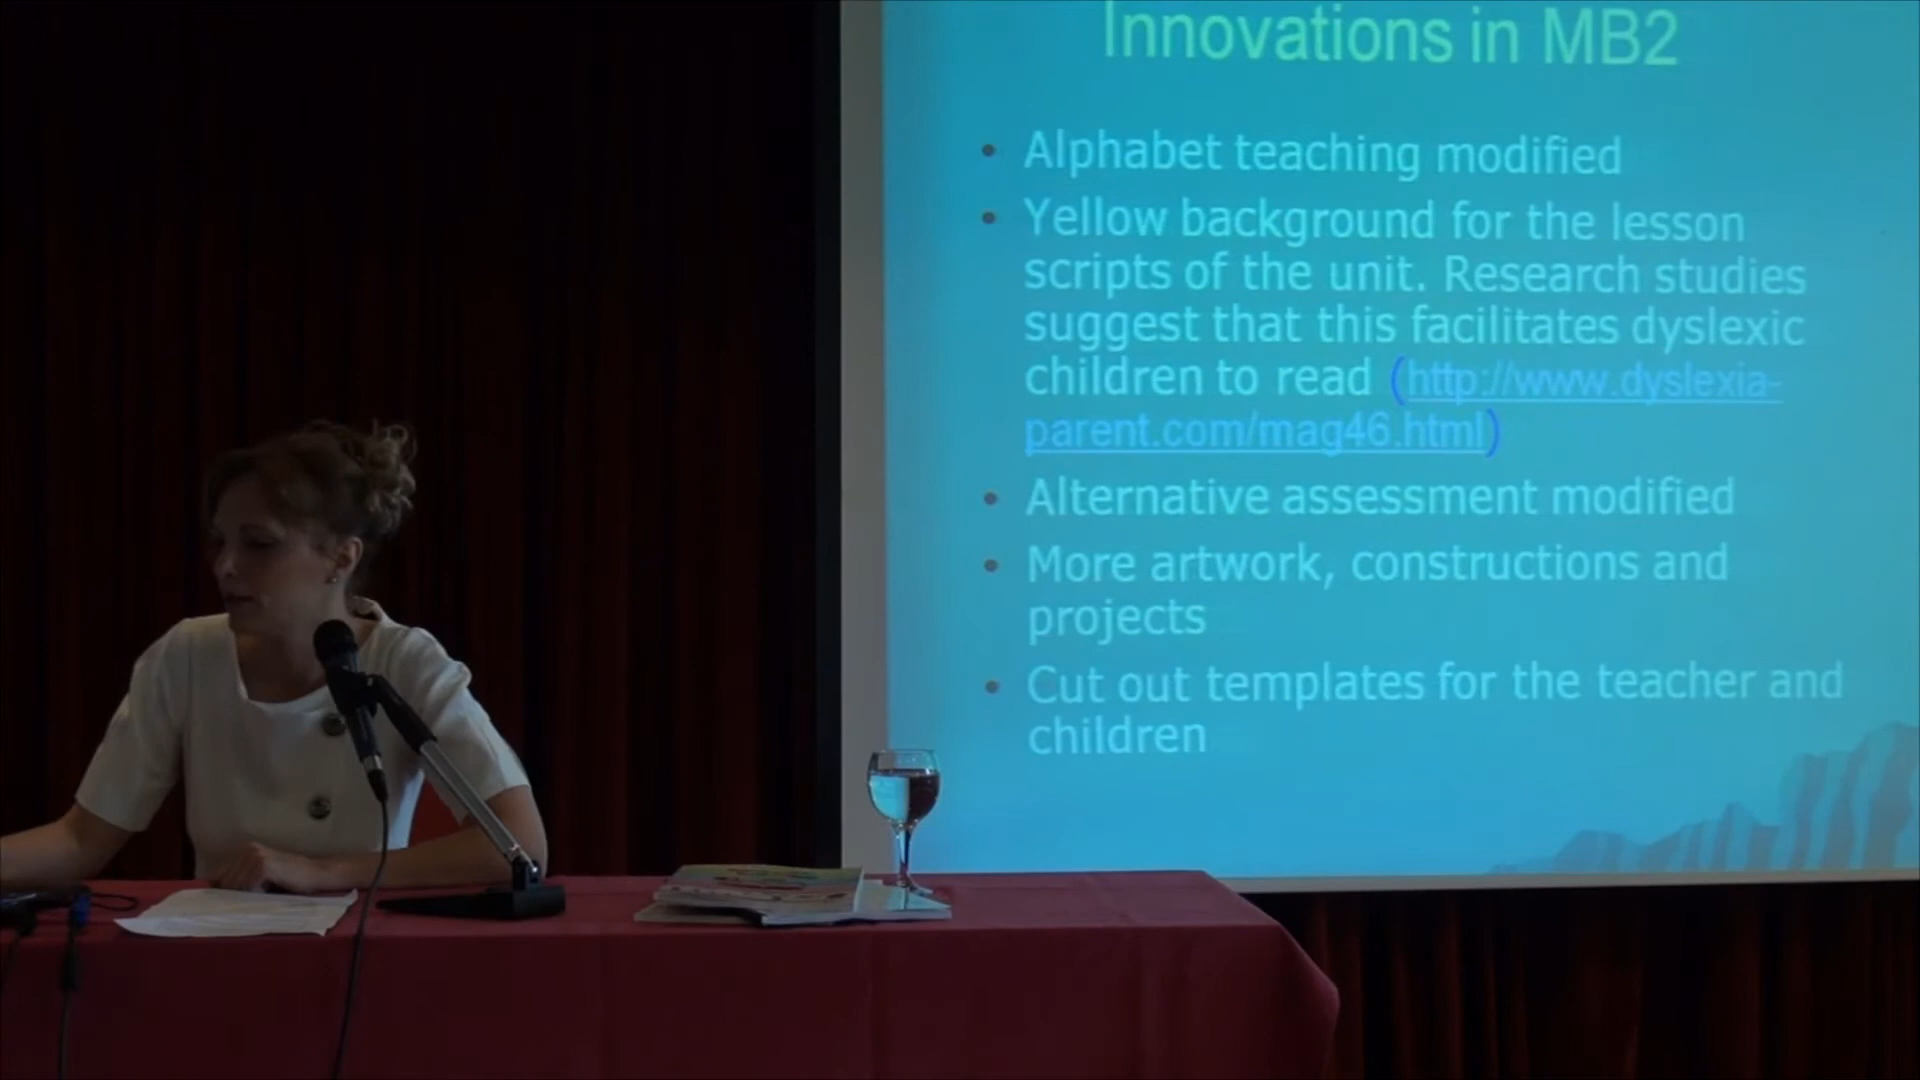 Innovations in MB2
• Alphabet teaching modified
• Yellow background for the lesson
scripts of the unit. Research studies
suggest that this facilitates dyslexic
children to read (http://www.dyslexia-
parent.com/mag46.html)
• Alternative assessment modified
• More artwork, constructions and
projects
• Cut out templates for the teacher and
children